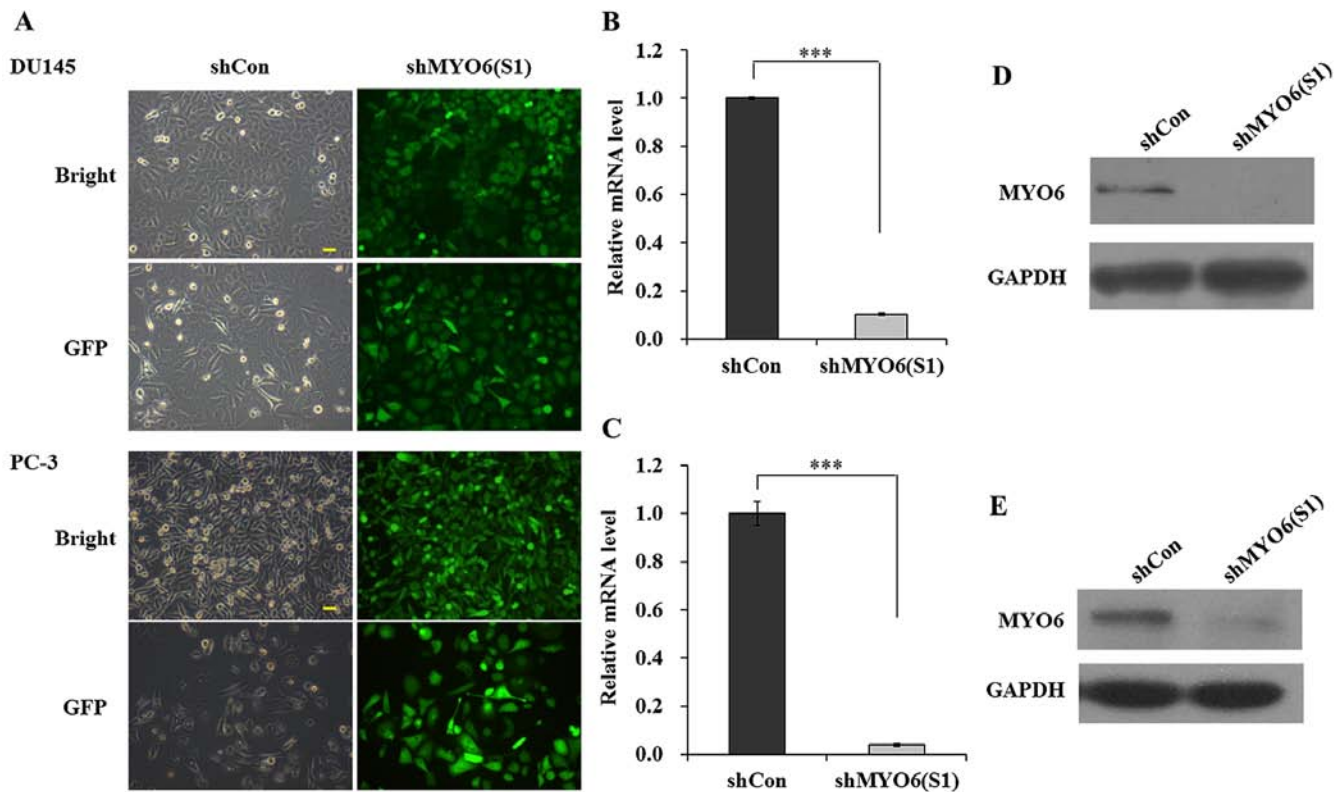 A
DU145
shCon
shMYO6(S1)
Bright
GFP
PC-3
Bright
GFP
B
Relative mRNA level
1.2
1.0
0.8
0.6
0.4
0.2
0.0
***
shCon
shMYO6(S1)
C
Relative mRNA level
1.2
1.0
0.8
0.6
0.4
0.2
0.0
***
shCon
shMYO6(S1)
D
shCon
shMYO6(S1)
MYO6
GAPDH
E
shCon
shMYO6(S1)
MYO6
GAPDH